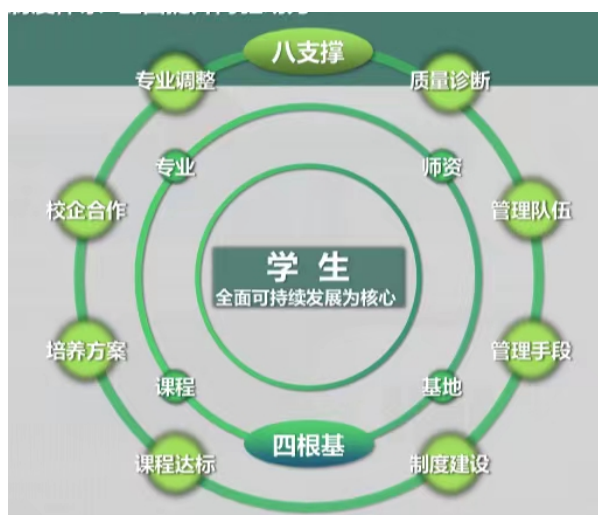 八支撑
专业调整
质量诊断
专业
师资
校企合作
管理队伍
学 生
全面可持续发展为核心
培养方案
管理手段
课程
基地
四根基
课程达标
制度建设